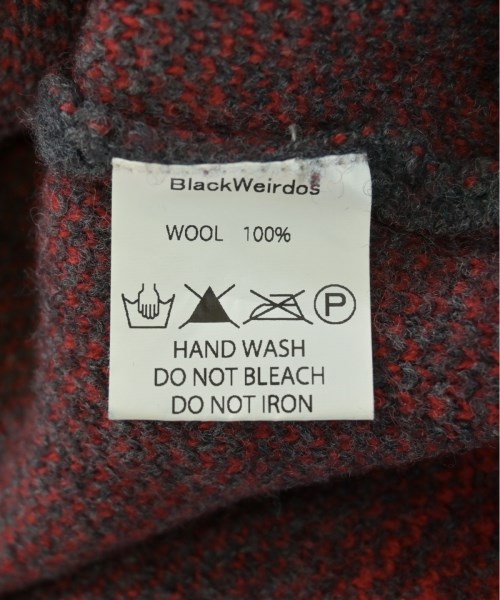 BlackWeirdos
WOOL 100%
P
HAND WASH
DO NOT BLEACH
DO NOT IRON